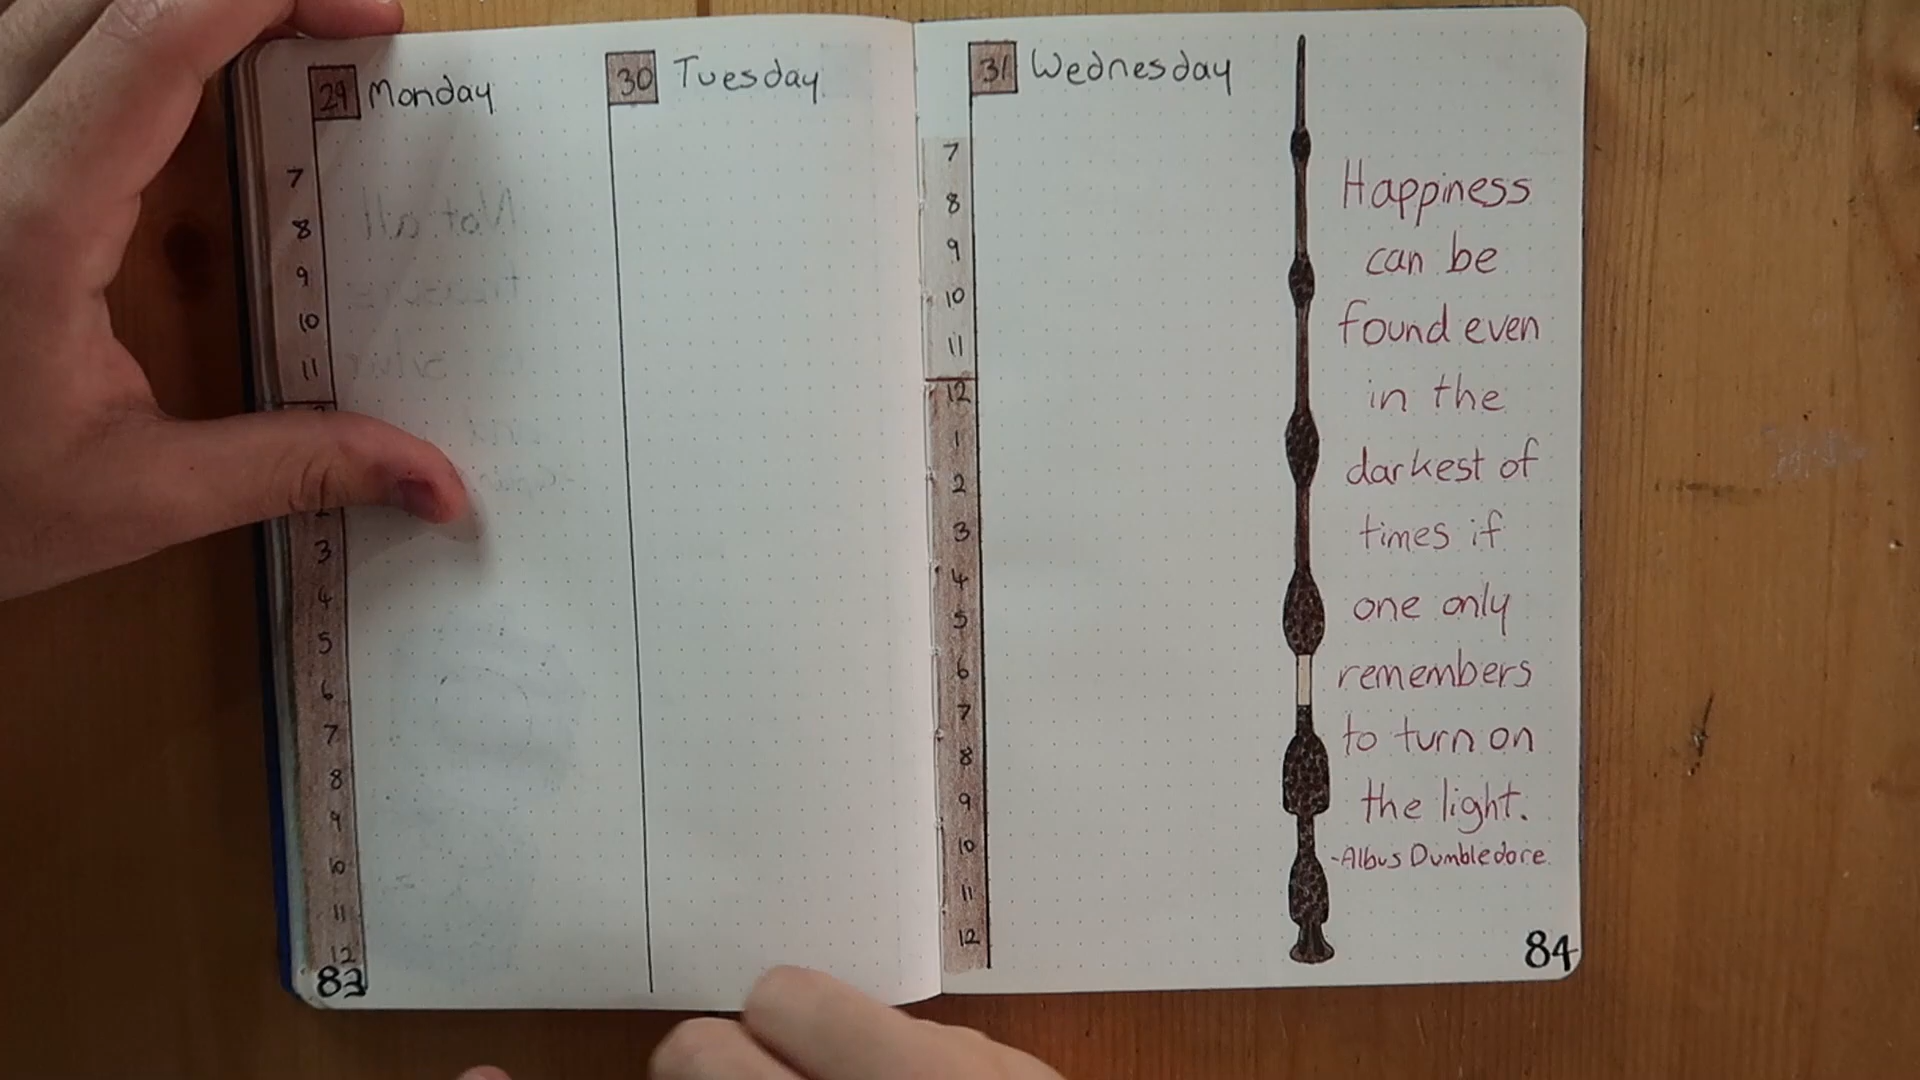 29 Monday
7
8
9
10
11
2
3
4
5
6
7
8
9
10
11
12
83
30 Tuesday
31 Wednesday
7
8
9
10
11
12
1
2
3
4
5
6
7
8
9
10
11
12
Happiness
can be
found even
in the
darkest of
times if
one only
remembers
to turn on
the light.
-Albus Dumbledore.
84